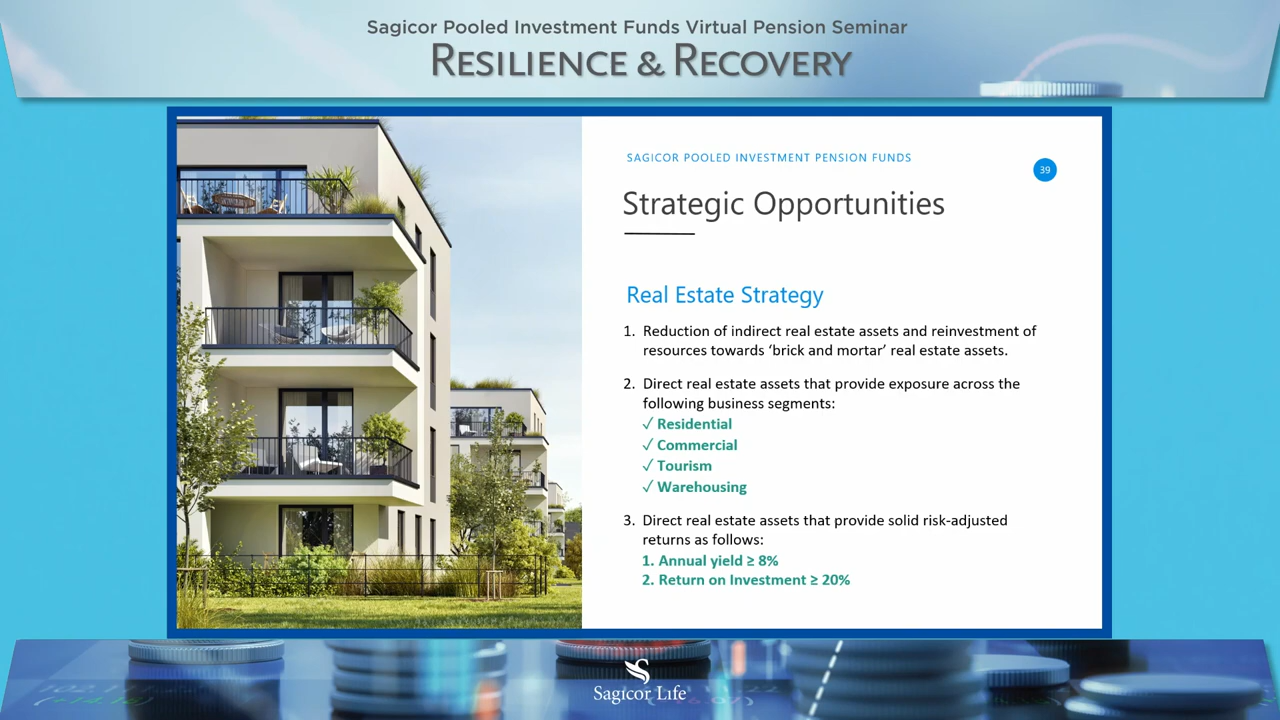 Sagicor Pooled Investment Funds Virtual Pension Seminar
RESILIENCE & RECOVERY
SAGICOR POOLED INVESTMENT PENSION FUNDS
39
Strategic Opportunities
Real Estate Strategy
1. Reduction of indirect real estate assets and reinvestment of
resources towards ‘brick and mortar’ real estate assets.
2. Direct real estate assets that provide exposure across the
following business segments:
✓ Residential
✓ Commercial
✓ Tourism
✓ Warehousing
3. Direct real estate assets that provide solid risk-adjusted
returns as follows:
1. Annual yield ≥ 8%
2. Return on Investment ≥ 20%
Sagicor Life